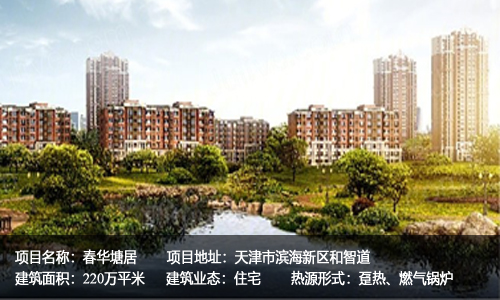 项目名称：春华塘居 项目地址：天津市滨海新区和智道
建筑面积：220万平米 建筑业态：住宅 热源形式：趸热、燃气锅炉